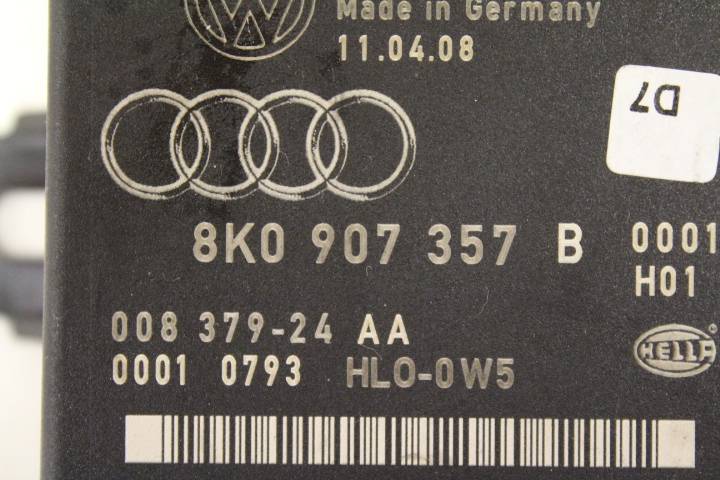 Made in Germany
11.04.08
D7
8K0 907 357 B 0001
H01
008 379-24 AA
0001 0793 HLO-0W5
HELLA